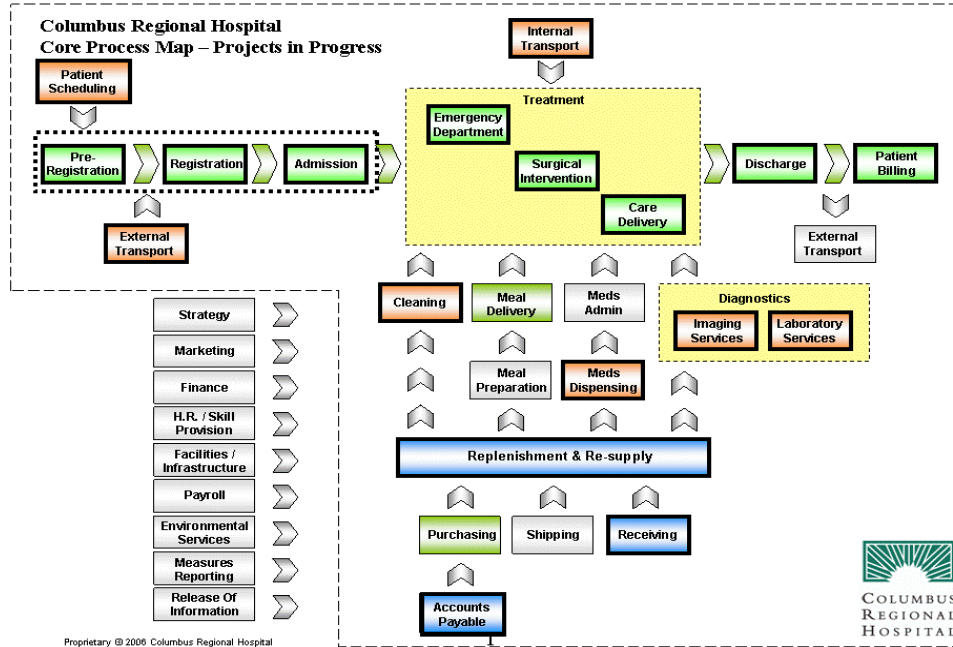 Columbus Regional Hospital
Core Process Map – Projects in Progress
Patient
Scheduling
Internal
Transport
Treatment
Emergency
Department
Surgical
Intervention
Care
Delivery
Pre-
Registration
Registration
Admission
Discharge
Patient
Billing
External
Transport
External
Transport
Cleaning
Meal
Delivery
Meds
Admin
Diagnostics
Imaging
Services
Laboratory
Services
Meal
Preparation
Meds
Dispensing
Replenishment & Re-supply
Purchasing
Shipping
Receiving
Accounts
Payable
Strategy
Marketing
Finance
H.R. / Skill
Provision
Facilities /
Infrastructure
Payroll
Environmental
Services
Measures
Reporting
Release Of
Information
Proprietary © 2006 Columbus Regional Hospital
COLUMBUS
REGIONAL
HOSPITAL